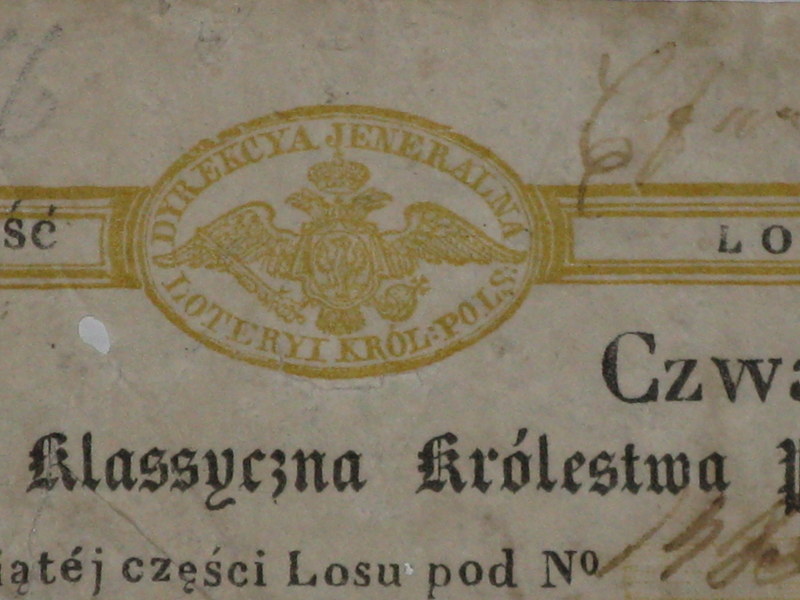 DIREKCYA JENERALNA
LOTERYI KRÓL: POLS:
ść
LO
Czwa
Klassyczna Królestwa P
iątéj części Losu pod Nº